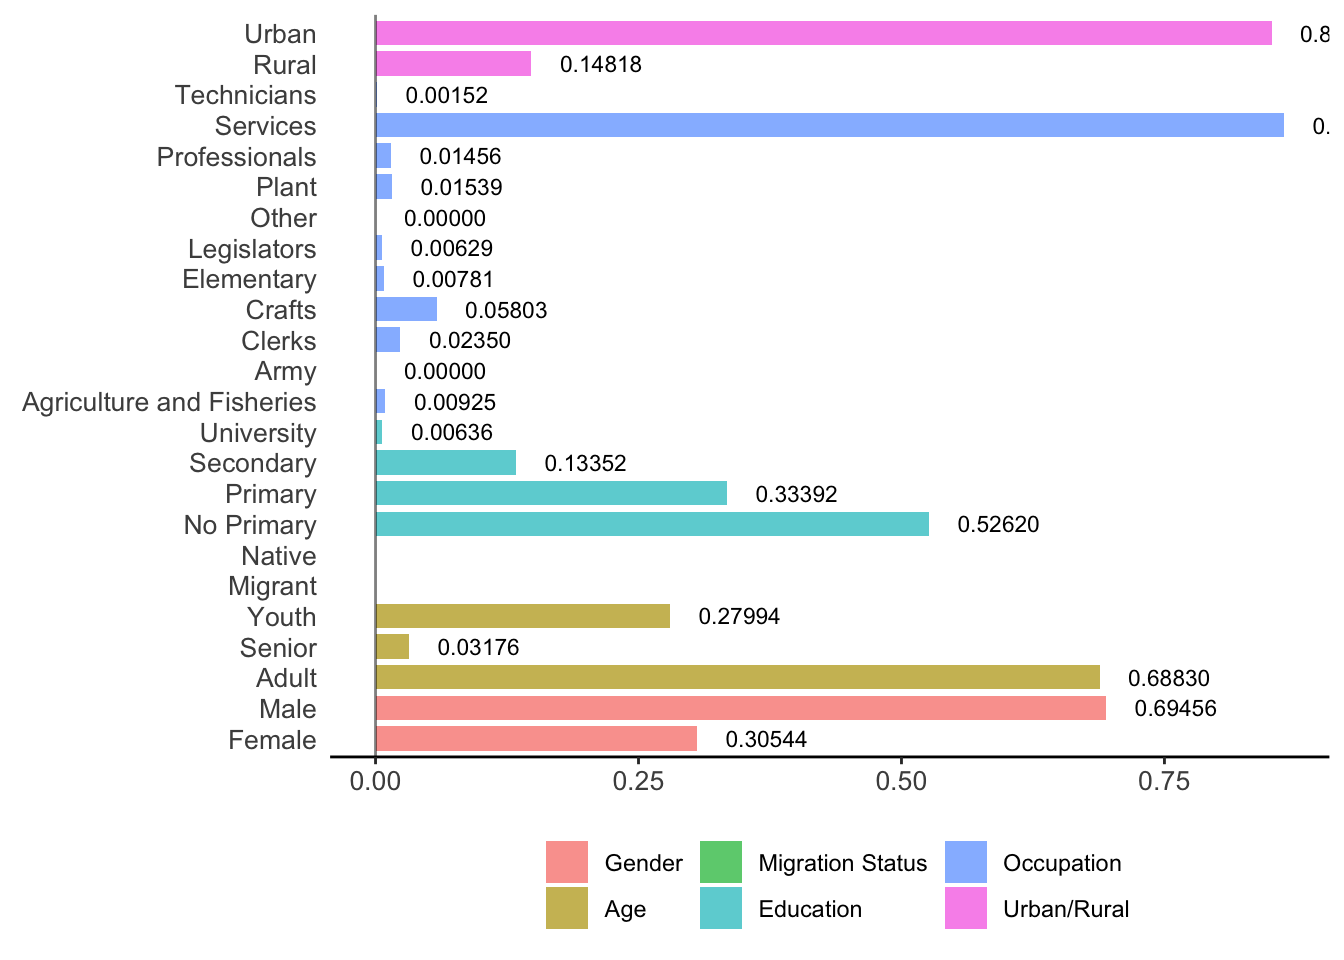 Urban 0.8
Rural 0.14818
Technicians 0.00152
Services 0.
Professionals 0.01456
Plant 0.01539
Other 0.00000
Legislators 0.00629
Elementary 0.00781
Crafts 0.05803
Clerks 0.02350
Army 0.00000
Agriculture and Fisheries 0.00925
University 0.00636
Secondary 0.13352
Primary 0.33392
No Primary 0.52620
Native
Migrant
Youth 0.27994
Senior 0.03176
Adult 0.68830
Male 0.69456
Female 0.30544
0.00 0.25 0.50 0.75
Gender Migration Status Occupation
Age Education Urban/Rural